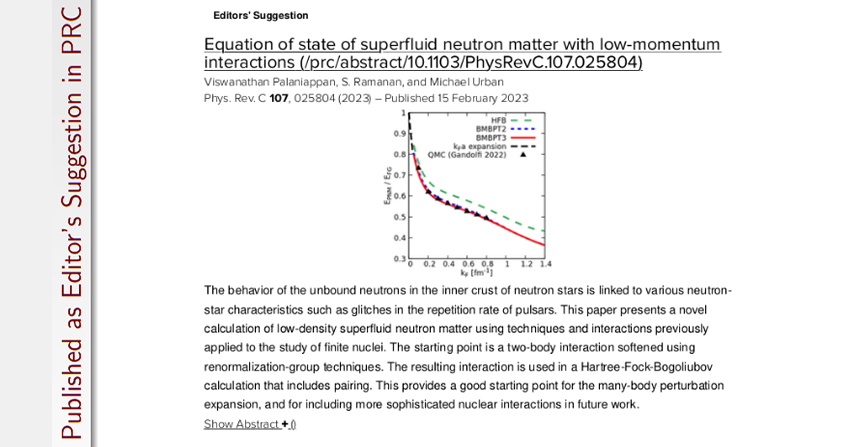 Published as Editor's Suggestion in PRC
Editors' Suggestion
Equation of state of superfluid neutron matter with low-momentum
interactions (/prc/abstract/10.1103/PhysRevC.107.025804)
Viswanathan Palaniappan, S. Ramanan, and Michael Urban
Phys. Rev. C 107, 025804 (2023) – Published 15 February 2023
HFB
BMBPT2
BMBPT3
kFa expansion
QMC (Gandolfi 2022)
EPNM / EFG
1
0.9
0.8
0.7
0.6
0.5
0.4
0.3
0 0.2 0.4 0.6 0.8 1 1.2 1.4
kF [fm-1]
The behavior of the unbound neutrons in the inner crust of neutron stars is linked to various neutron-
star characteristics such as glitches in the repetition rate of pulsars. This paper presents a novel
calculation of low-density superfluid neutron matter using techniques and interactions previously
applied to the study of finite nuclei. The starting point is a two-body interaction softened using
renormalization-group techniques. The resulting interaction is used in a Hartree-Fock-Bogoliubov
calculation that includes pairing. This provides a good starting point for the many-body perturbation
expansion, and for including more sophisticated nuclear interactions in future work.
Show Abstract + ()